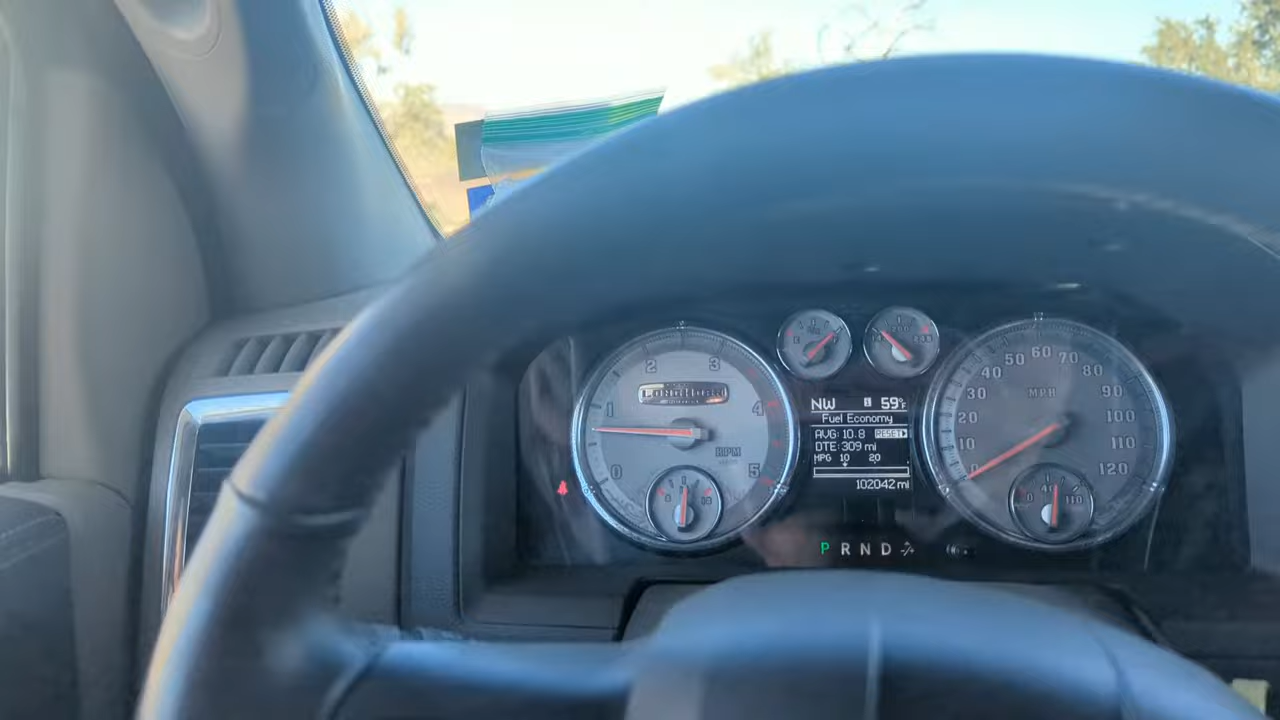 0
1
2
3
4
5
LONGHORN
RPM
NW 59°F
Fuel Economy
AVG: 10.8 RESET
DTE: 309 mi
MPG 10 20
102042 mi
P R N D
0
10
20
30
40
50
60
70
80
90
100
110
120
MPH